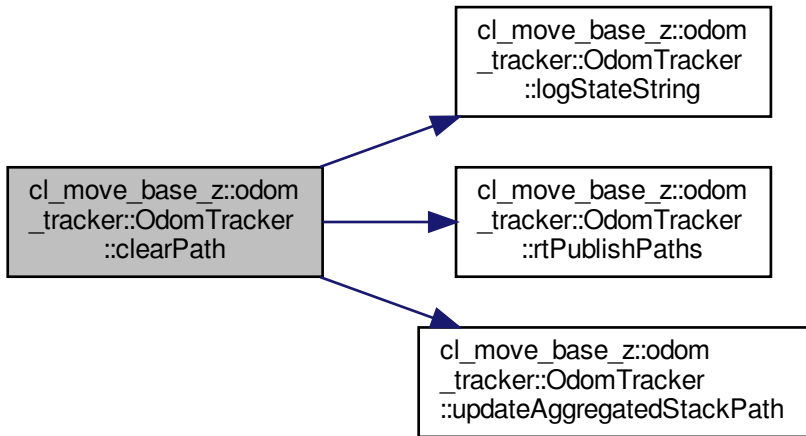 cl_move_base_z::odom
_tracker::OdomTracker
::logStateString
cl_move_base_z::odom
_tracker::OdomTracker
::clearPath
cl_move_base_z::odom
_tracker::OdomTracker
::rtPublishPaths
cl_move_base_z::odom
_tracker::OdomTracker
::updateAggregatedStackPath